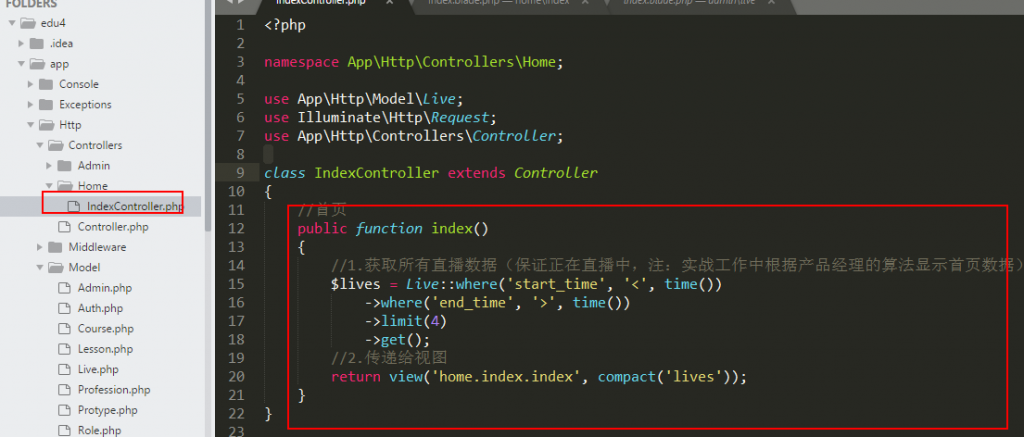 FOLDERS
edu4
.idea
app
Console
Exceptions
Http
Controllers
Admin
Home
IndexController.php
Controller.php
Middleware
Model
Admin.php
Auth.php
Course.php
Lesson.php
Live.php
Profession.php
Protype.php
Role.php
IndexController.php
index.blade.php — home\index
index.blade.php — admin\live
1 <?php
2
3 namespace App\Http\Controllers\Home;
4
5 use App\Http\Model\Live;
6 use Illuminate\Http\Request;
7 use App\Http\Controllers\Controller;
8
9 class IndexController extends Controller
10 {
11 //首页
12 public function index()
13 {
14 //1.获取所有直播数据（保证正在直播中，注：实战工作中根据产品经理的算法显示首页数据）
15 $lives = Live::where('start_time', '<', time())
16 ->where('end_time', '>', time())
17 ->limit(4)
18 ->get();
19 //2.传递给视图
20 return view('home.index.index', compact('lives'));
21 }
22 }
23